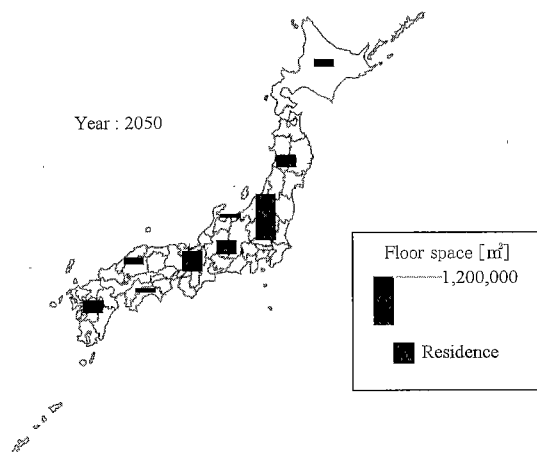 Year : 2050
Floor space [m²]
1,200,000
Residence